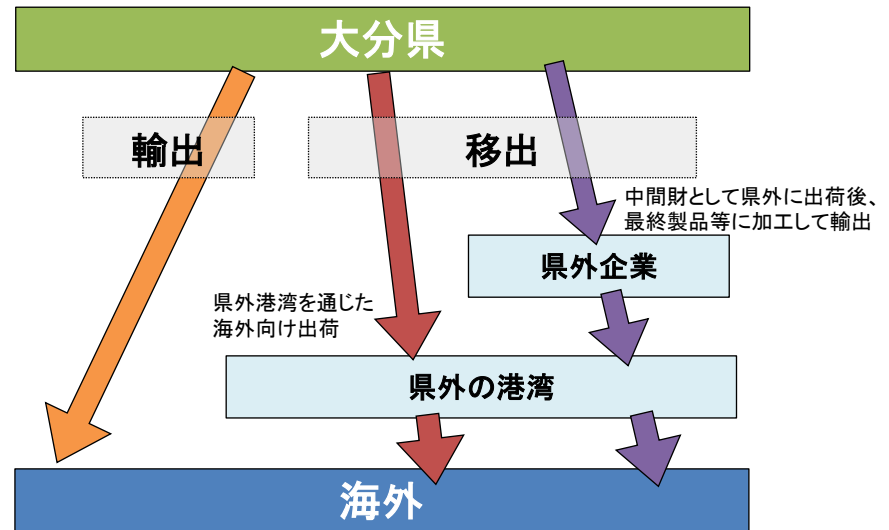 大分県
輸出
移出
中間財として県外に出荷後、
最終製品等に加工して輸出
県外企業
県外港湾を通じた
海外向け出荷
県外の港湾
海外